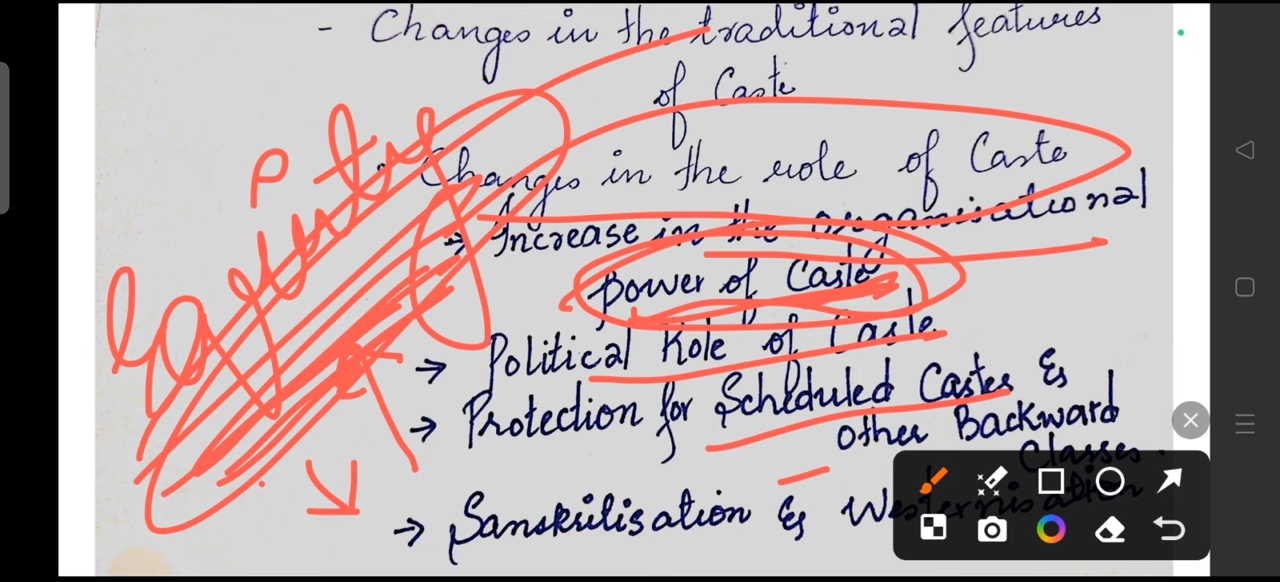 - Changes in the traditional features
of Caste
Changes in the role of Caste
→ Increase in the organisational
power of Caste
→ Political Role of Caste
→ Protection for Scheduled Castes &
other Backward
Classes.
→ Sanskritisation & Westernisation